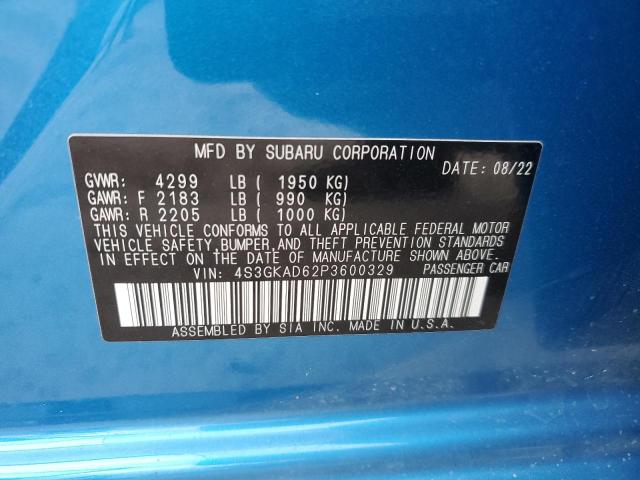 MFD BY SUBARU CORPORATION
DATE: 08/22
GVWR: 4299 LB ( 1950 KG)
GAWR: F 2183 LB ( 990 KG)
GAWR: R 2205 LB ( 1000 KG)
THIS VEHICLE CONFORMS TO ALL APPLICABLE FEDERAL MOTOR
VEHICLE SAFETY,BUMPER,AND THEFT PREVENTION STANDARDS
IN EFFECT ON THE DATE OF MANUFACTURE SHOWN ABOVE.
VIN: 4S3GKAD62P3600329 PASSENGER CAR
ASSEMBLED BY SIA INC. MADE IN U.S.A.